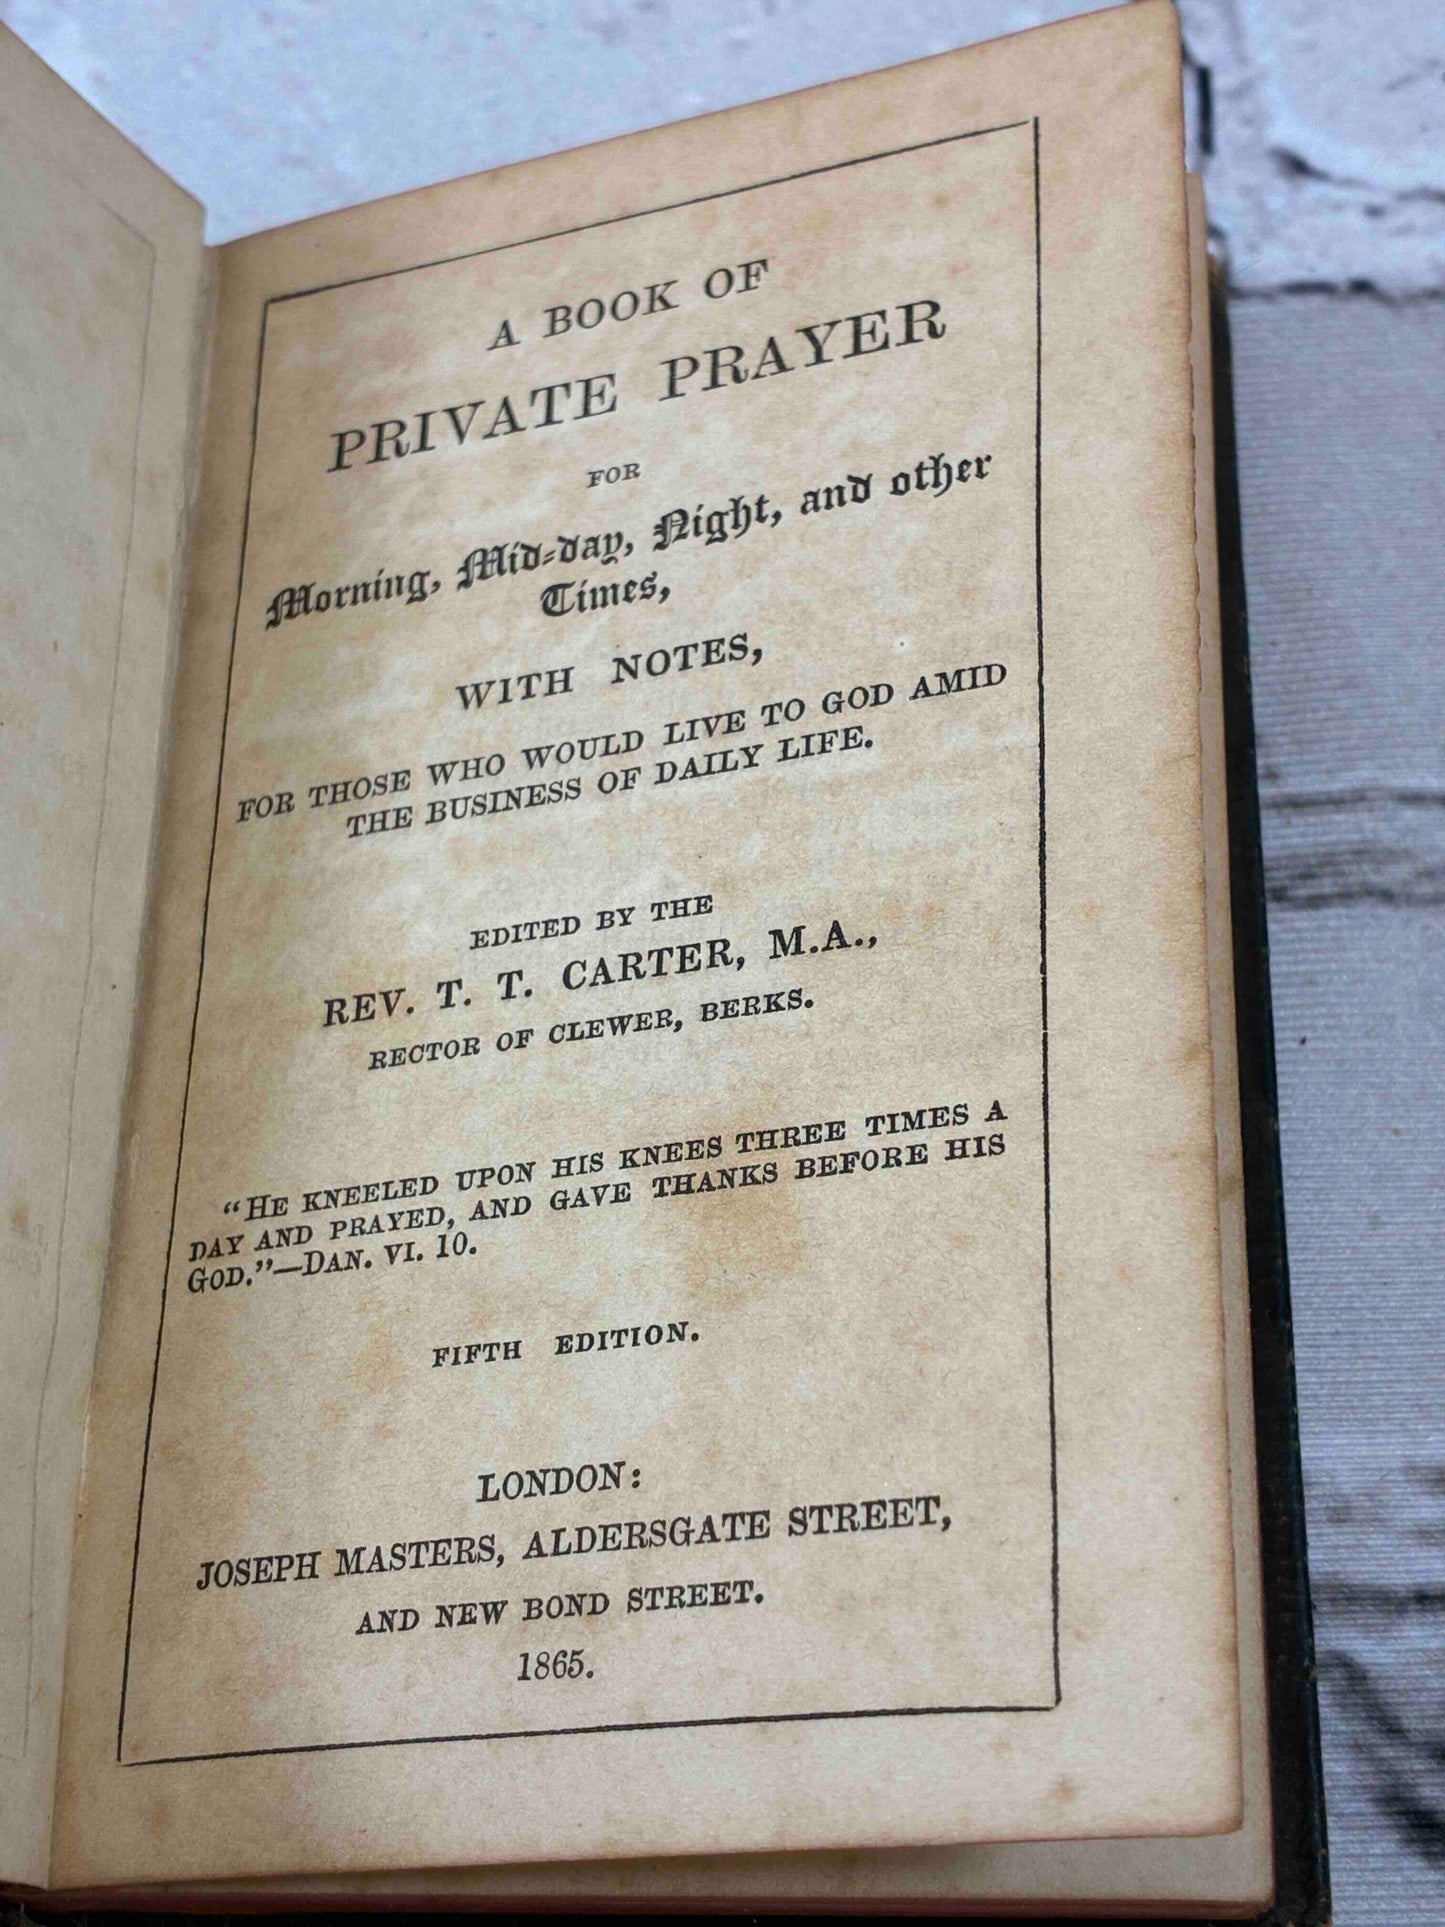 A BOOK OF
PRIVATE PRAYER
FOR
Morning, Mid-day, Night, and other
Times,
WITH NOTES,
FOR THOSE WHO WOULD LIVE TO GOD AMID
THE BUSINESS OF DAILY LIFE.
EDITED BY THE
REV. T. T. CARTER, M.A.,
RECTOR OF CLEWER, BERKS.
“HE KNEELED UPON HIS KNEES THREE TIMES A
DAY AND PRAYED, AND GAVE THANKS BEFORE HIS
GOD.”—DAN. VI. 10.
FIFTH EDITION.
LONDON:
JOSEPH MASTERS, ALDERSGATE STREET,
AND NEW BOND STREET.
1865.